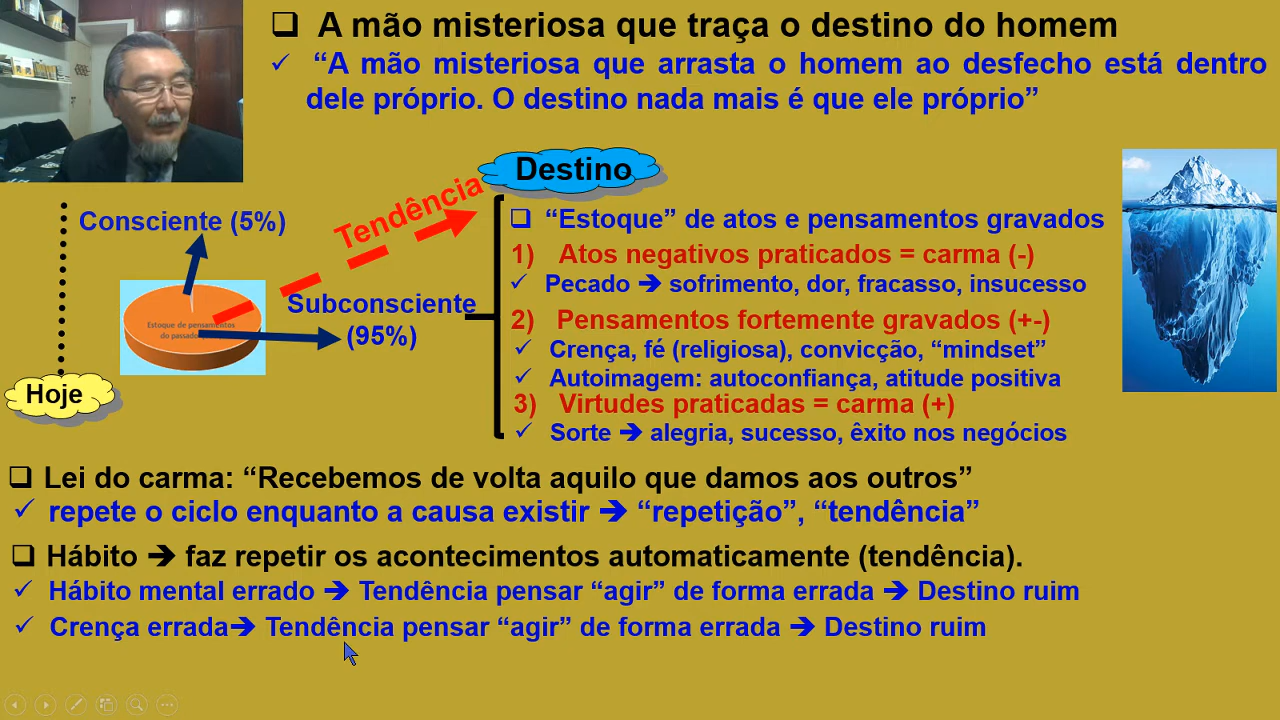 ❑ A mão misteriosa que traça o destino do homem
✓ “A mão misteriosa que arrasta o homem ao desfecho está dentro
dele próprio. O destino nada mais é que ele próprio”
Destino
Tendência
Consciente (5%)
Subconsciente
(95%)
Estoque de pensamentos
do passado
Hoje
❑ “Estoque” de atos e pensamentos gravados
1) Atos negativos praticados = carma (-)
✓ Pecado ➔ sofrimento, dor, fracasso, insucesso
2) Pensamentos fortemente gravados (+-)
✓ Crença, fé (religiosa), convicção, “mindset”
✓ Autoimagem: autoconfiança, atitude positiva
3) Virtudes praticadas = carma (+)
✓ Sorte ➔ alegria, sucesso, êxito nos negócios
❑ Lei do carma: “Recebemos de volta aquilo que damos aos outros”
✓ repete o ciclo enquanto a causa existir ➔ “repetição”, “tendência”
❑ Hábito ➔ faz repetir os acontecimentos automaticamente (tendência).
✓ Hábito mental errado ➔ Tendência pensar “agir” de forma errada ➔ Destino ruim
✓ Crença errada➔ Tendência pensar “agir” de forma errada ➔ Destino ruim